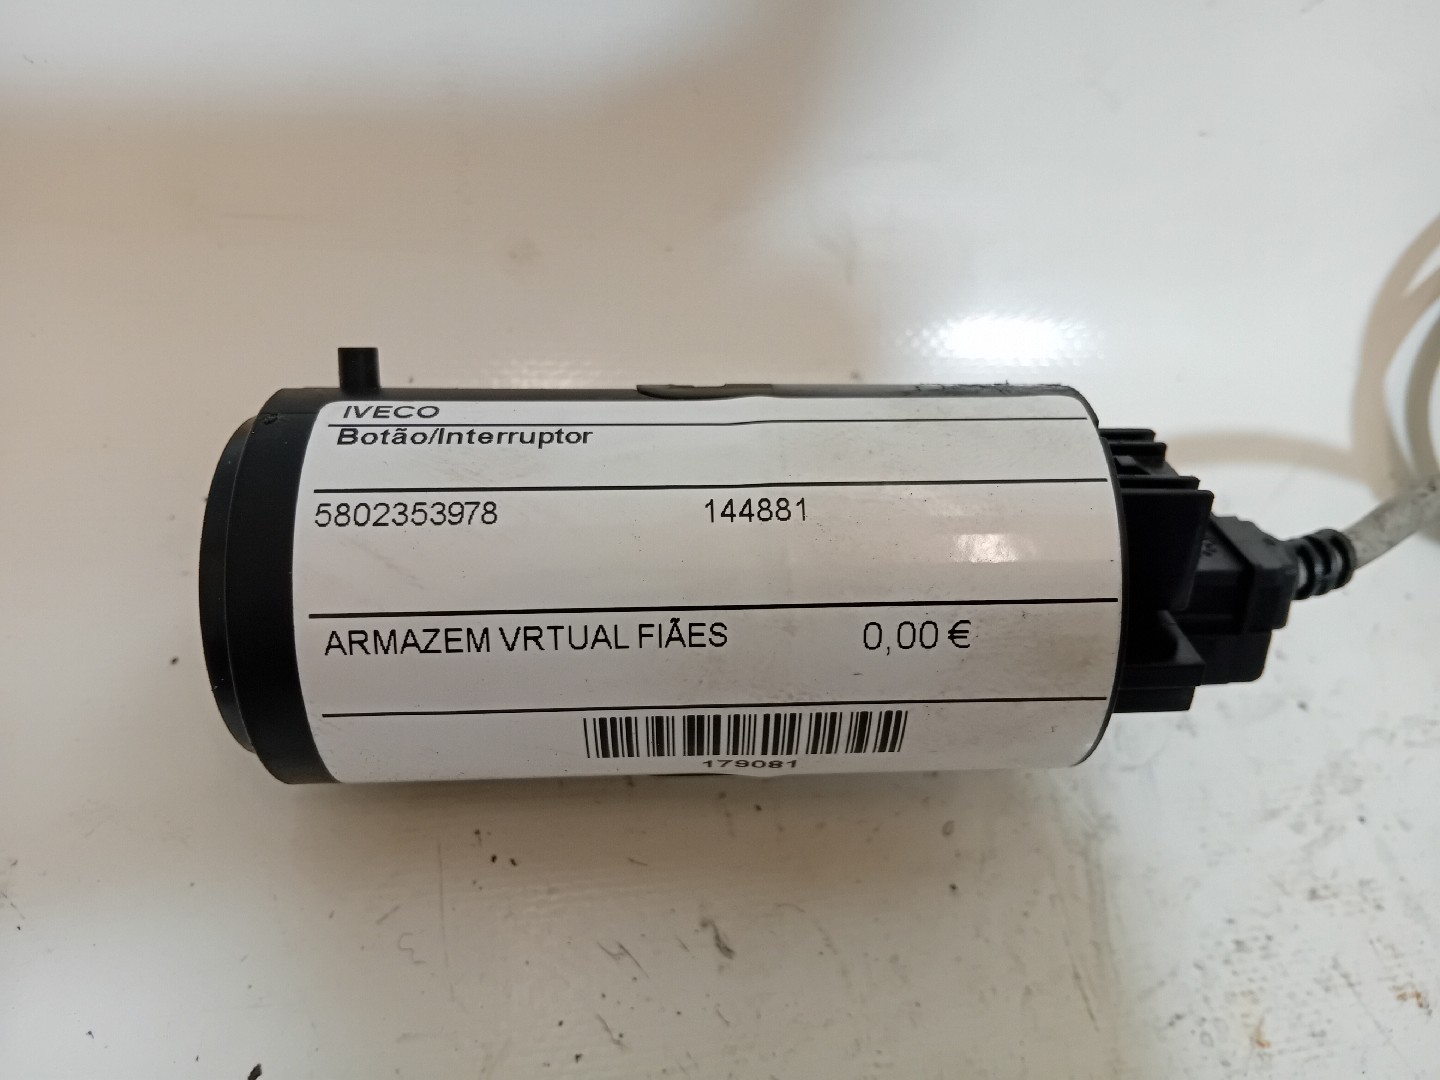 IVECO
Botão/Interruptor
5802353978 144881
ARMAZEM VRTUAL FIÃES 0,00 €
179081